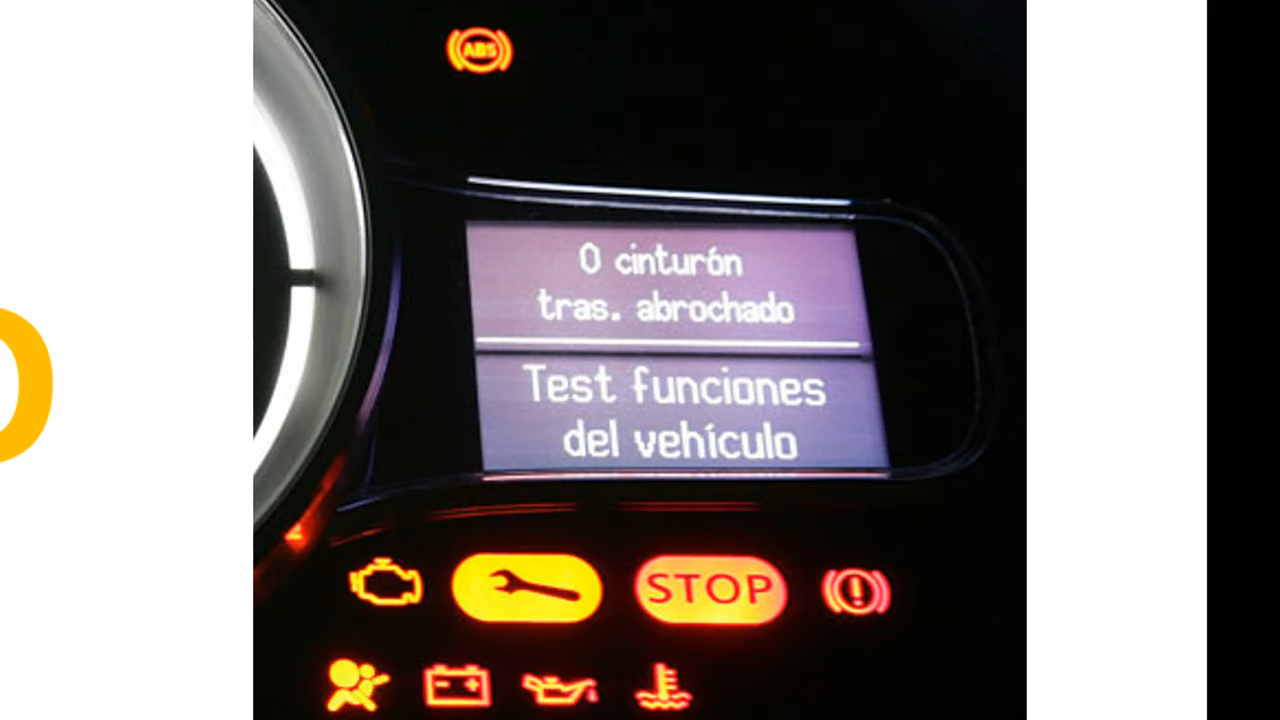 ABS
0 cinturón
tras. abrochado
Test funciones
del vehículo
STOP